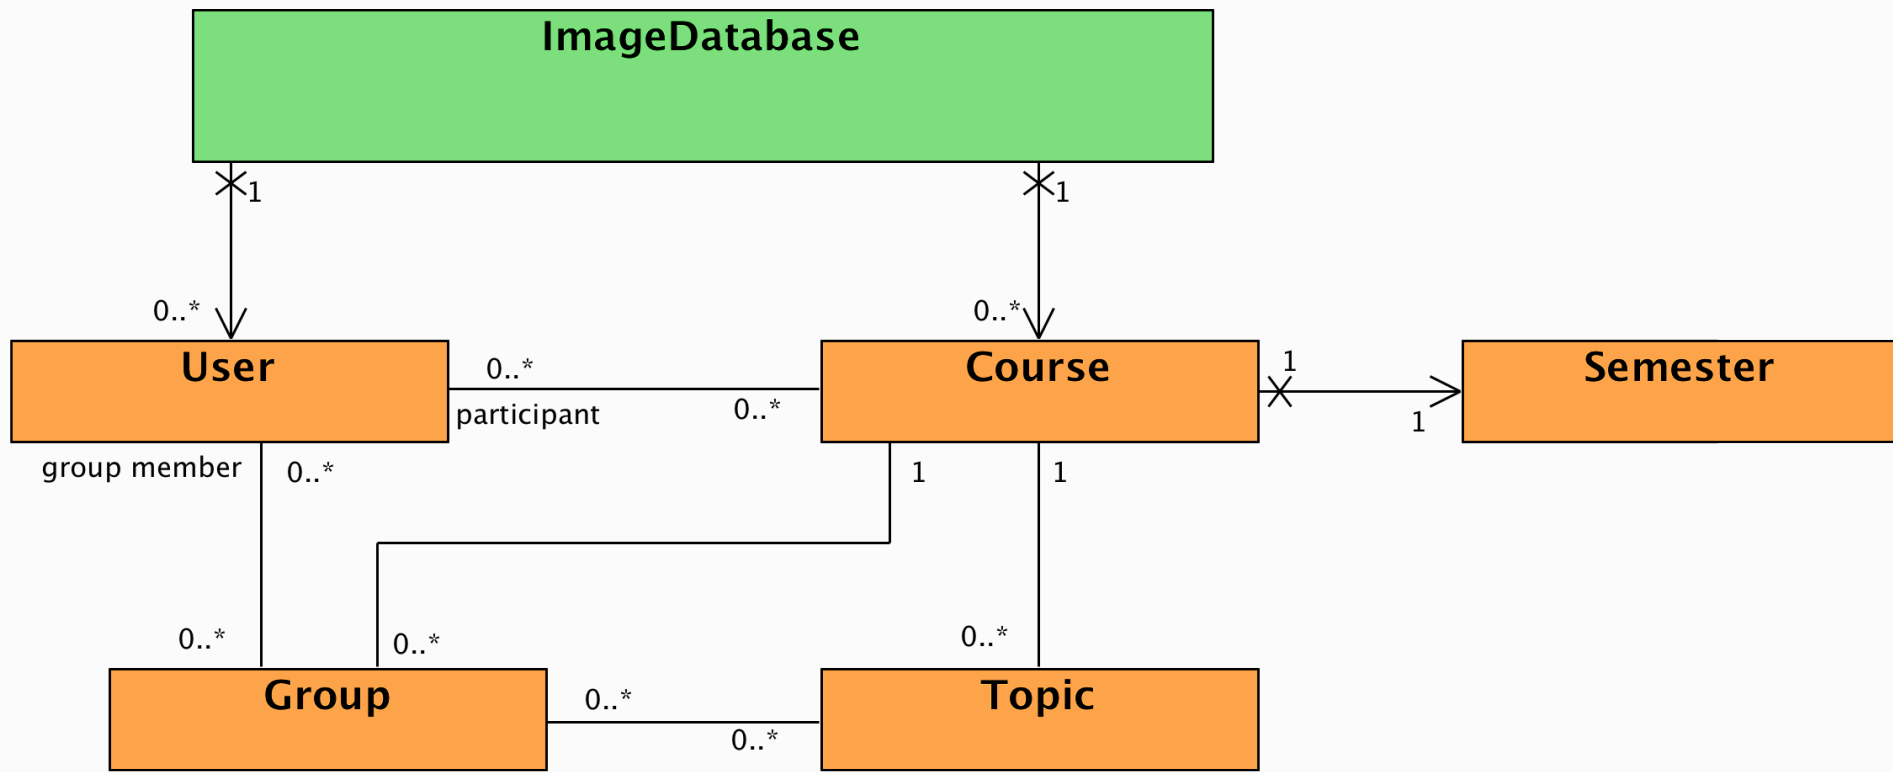 ImageDatabase
1
1
0..*
0..*
User
0..*
participant
0..*
Course
1
1
Semester
group member
0..*
1
1
0..*
0..*
0..*
Group
0..*
0..*
Topic